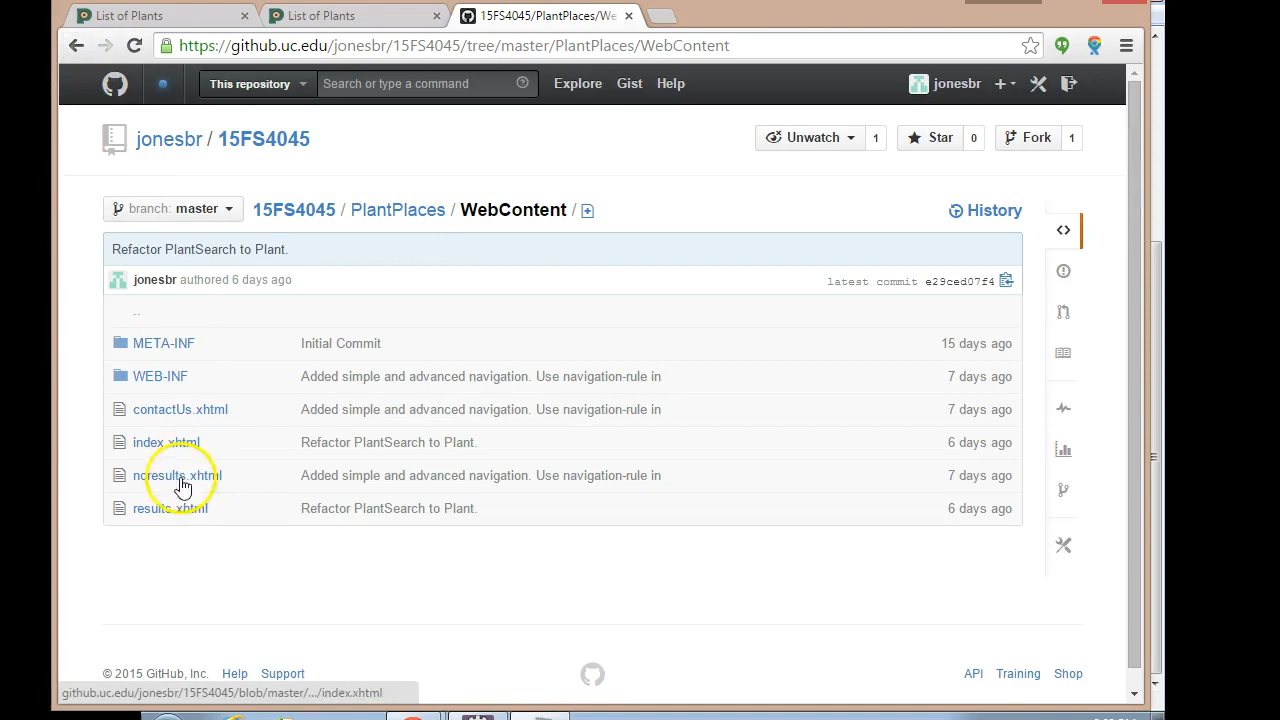 List of Plants × List of Plants × 15FS4045/PlantPlaces/We ×
https://github.uc.edu/jonesbr/15FS4045/tree/master/PlantPlaces/WebContent
This repository Search or type a command Explore Gist Help jonesbr
jonesbr / 15FS4045 Unwatch 1 Star 0 Fork 1
branch: master 15FS4045 / PlantPlaces / WebContent / History
Refactor PlantSearch to Plant.
jonesbr authored 6 days ago latest commit e29ced07f4
..
META-INF Initial Commit 15 days ago
WEB-INF Added simple and advanced navigation. Use navigation-rule in 7 days ago
contactUs.xhtml Added simple and advanced navigation. Use navigation-rule in 7 days ago
index.xhtml Refactor PlantSearch to Plant. 6 days ago
noresults.xhtml Added simple and advanced navigation. Use navigation-rule in 7 days ago
results.xhtml Refactor PlantSearch to Plant. 6 days ago
© 2015 GitHub, Inc. Help Support API Training Shop
github.uc.edu/jonesbr/15FS4045/blob/master/.../index.xhtml